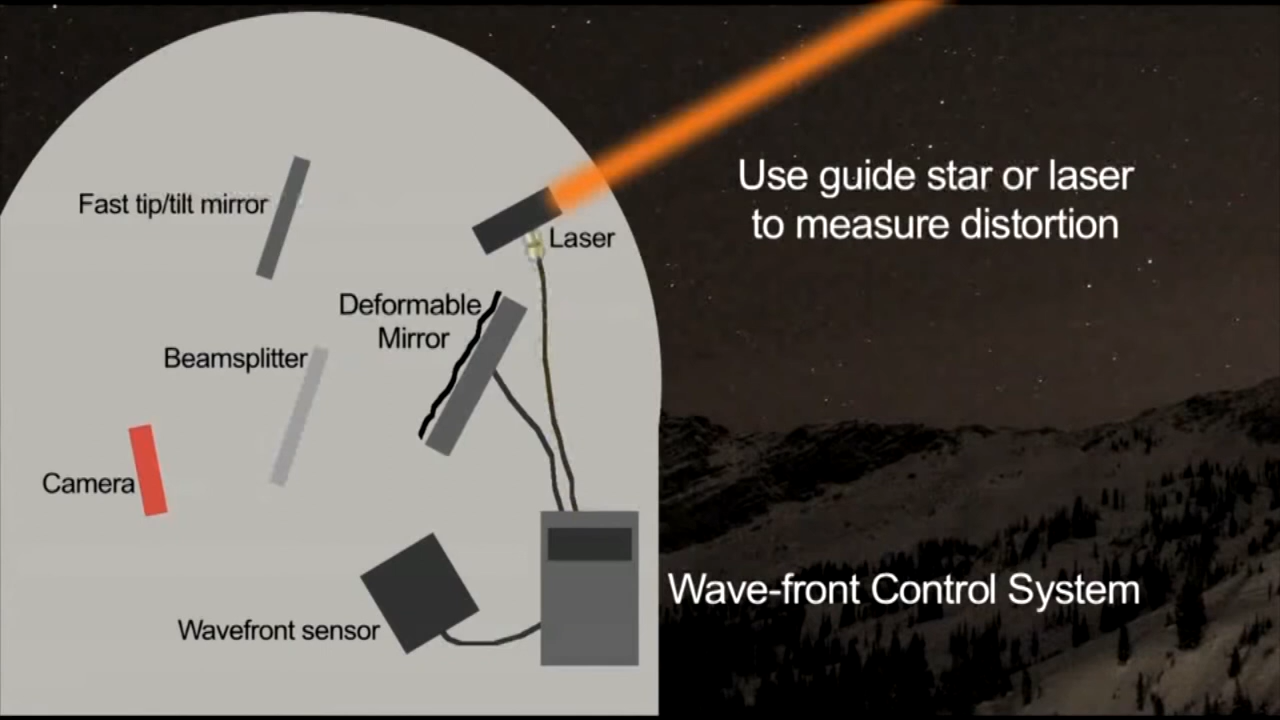 Use guide star or laser
to measure distortion
Fast tip/tilt mirror
Laser
Deformable
Mirror
Beamsplitter
Camera
Wave-front Control System
Wavefront sensor